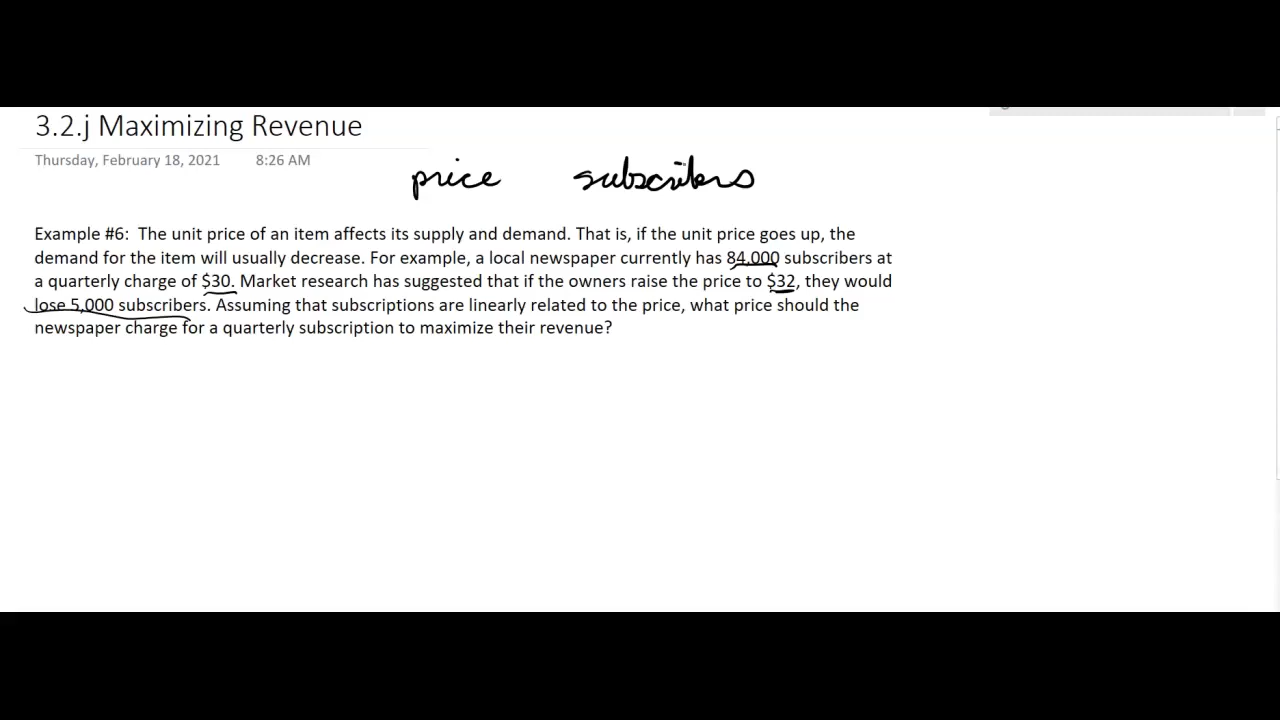 3.2.j Maximizing Revenue
Thursday, February 18, 2021 8:26 AM
price subscribers
Example #6: The unit price of an item affects its supply and demand. That is, if the unit price goes up, the
demand for the item will usually decrease. For example, a local newspaper currently has 84,000 subscribers at
a quarterly charge of $30. Market research has suggested that if the owners raise the price to $32, they would
lose 5,000 subscribers. Assuming that subscriptions are linearly related to the price, what price should the
newspaper charge for a quarterly subscription to maximize their revenue?